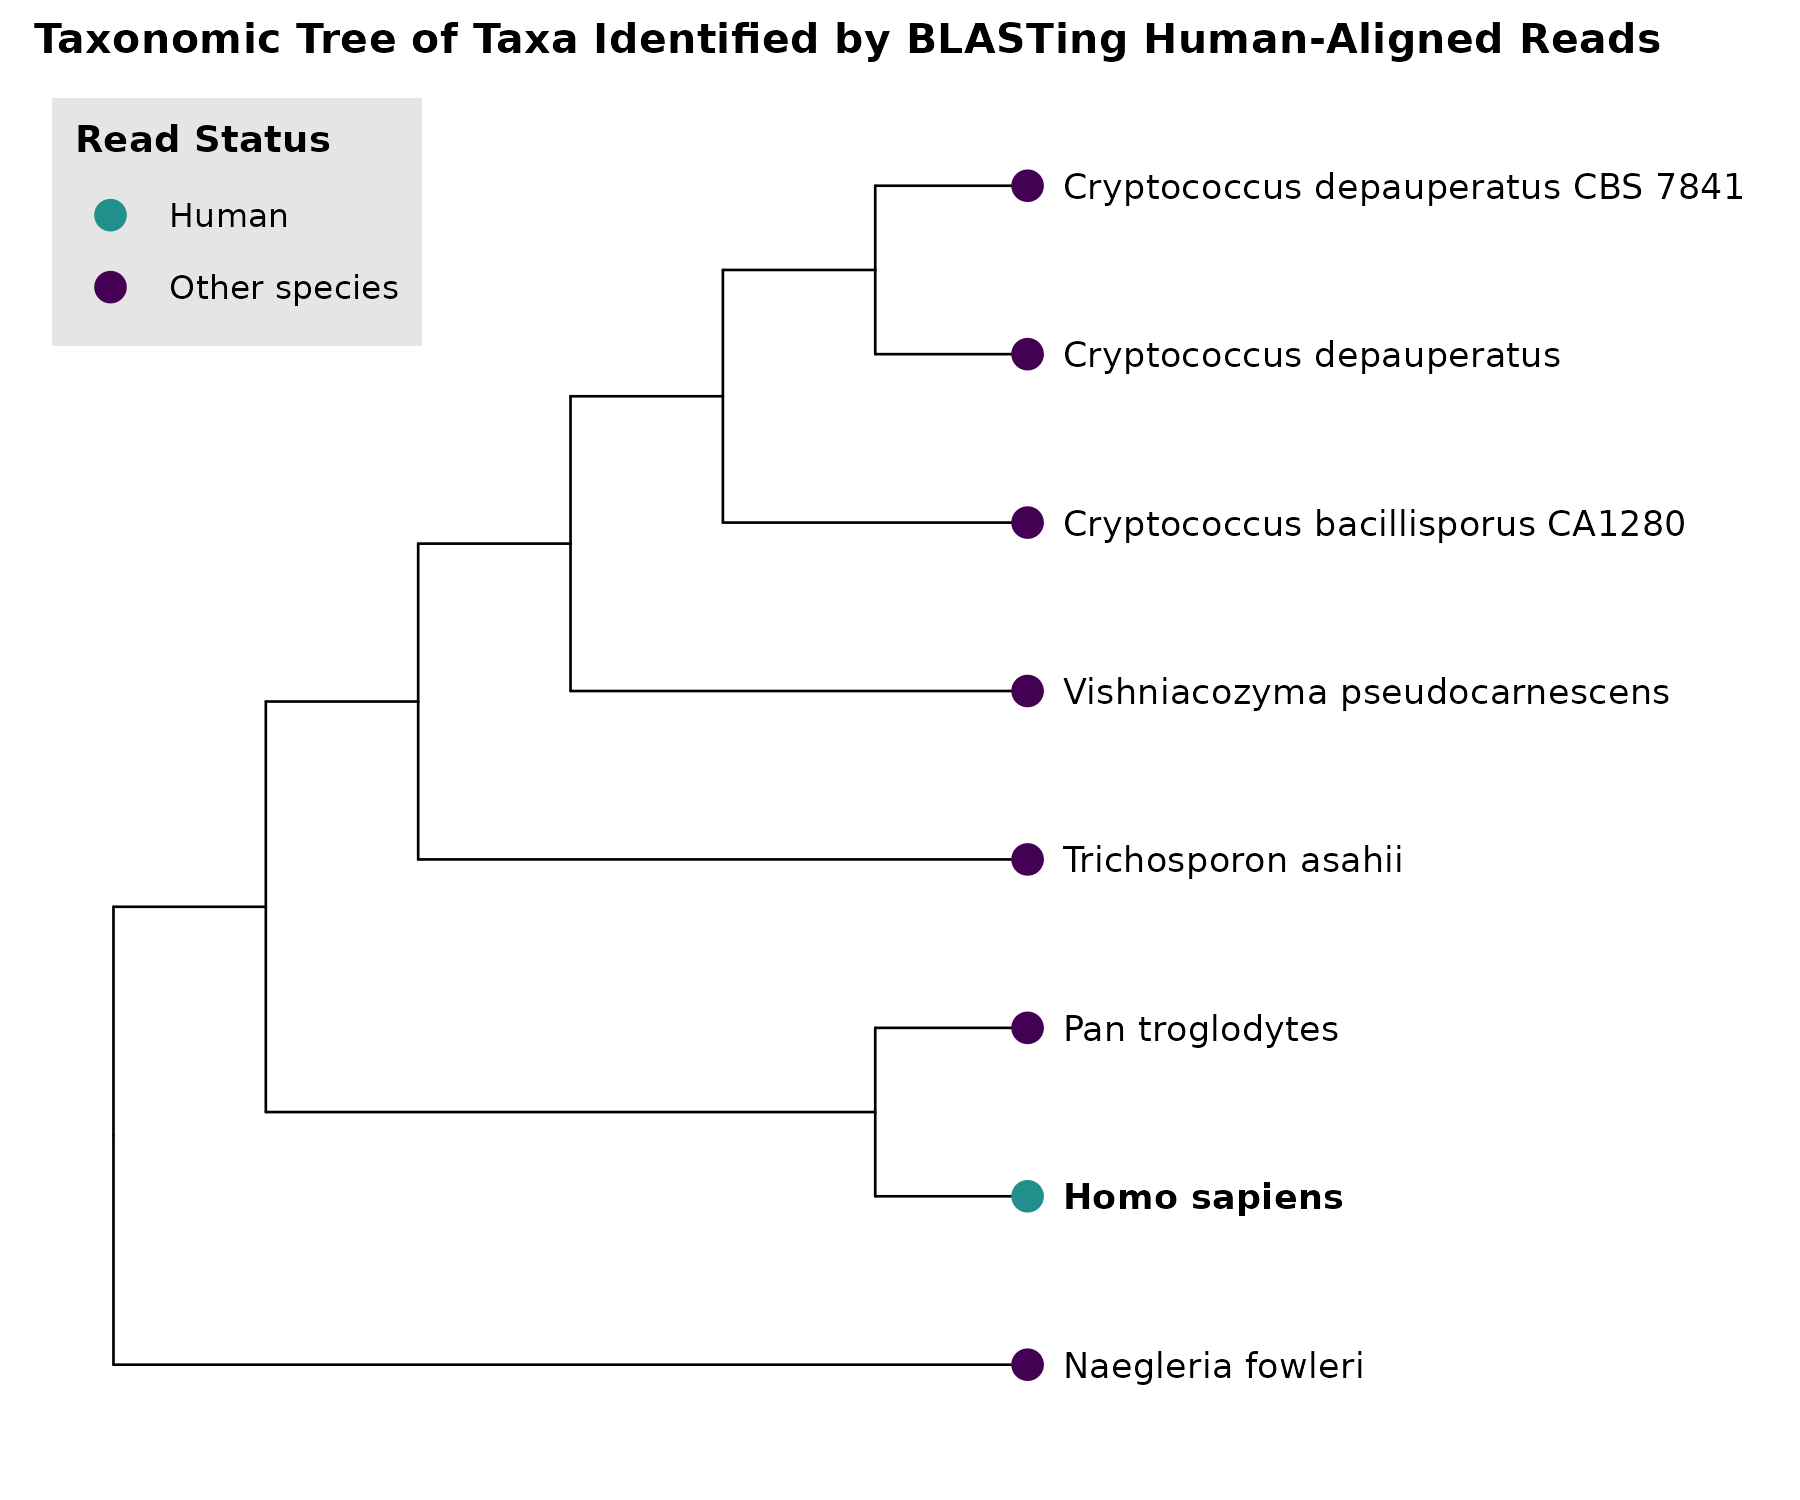 Taxonomic Tree of Taxa Identified by BLASTing Human-Aligned Reads
Read Status
Human
Other species
Cryptococcus depauperatus CBS 7841
Cryptococcus depauperatus
Cryptococcus bacillisporus CA1280
Vishniacozyma pseudocarnescens
Trichosporon asahii
Pan troglodytes
Homo sapiens
Naegleria fowleri